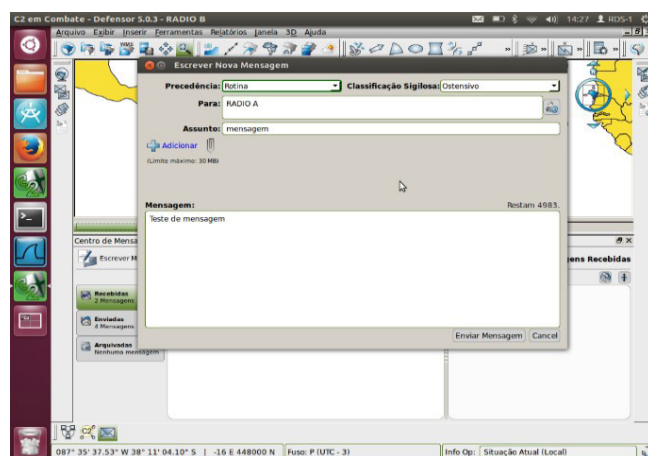 C2 em Combate - Defensor 5.0.3 - RADIO B
14:27
RDS-1
Arquivo Exibir Inserir Ferramentas Relatórios Janela 3D Ajuda
Escrever Nova Mensagem
Precedência: Rotina
Classificação Sigilosa: Ostensivo
Para: RADIO A
Assunto: mensagem
Adicionar
(Limite máximo: 30 MB)
Mensagem:
Restam 4983.
Teste de mensagem
Centro de Mensa
Escrever M
ens Recebidas
Recebidas
2 Mensagens
Enviadas
4 Mensagens
Arquivadas
Nenhuma mensagem
Enviar Mensagem
Cancel
087° 35' 37.53" W 38° 11' 04.10" S | -16 E 448000 N
Fuso: P (UTC - 3)
Info Op: Situação Atual (Local)